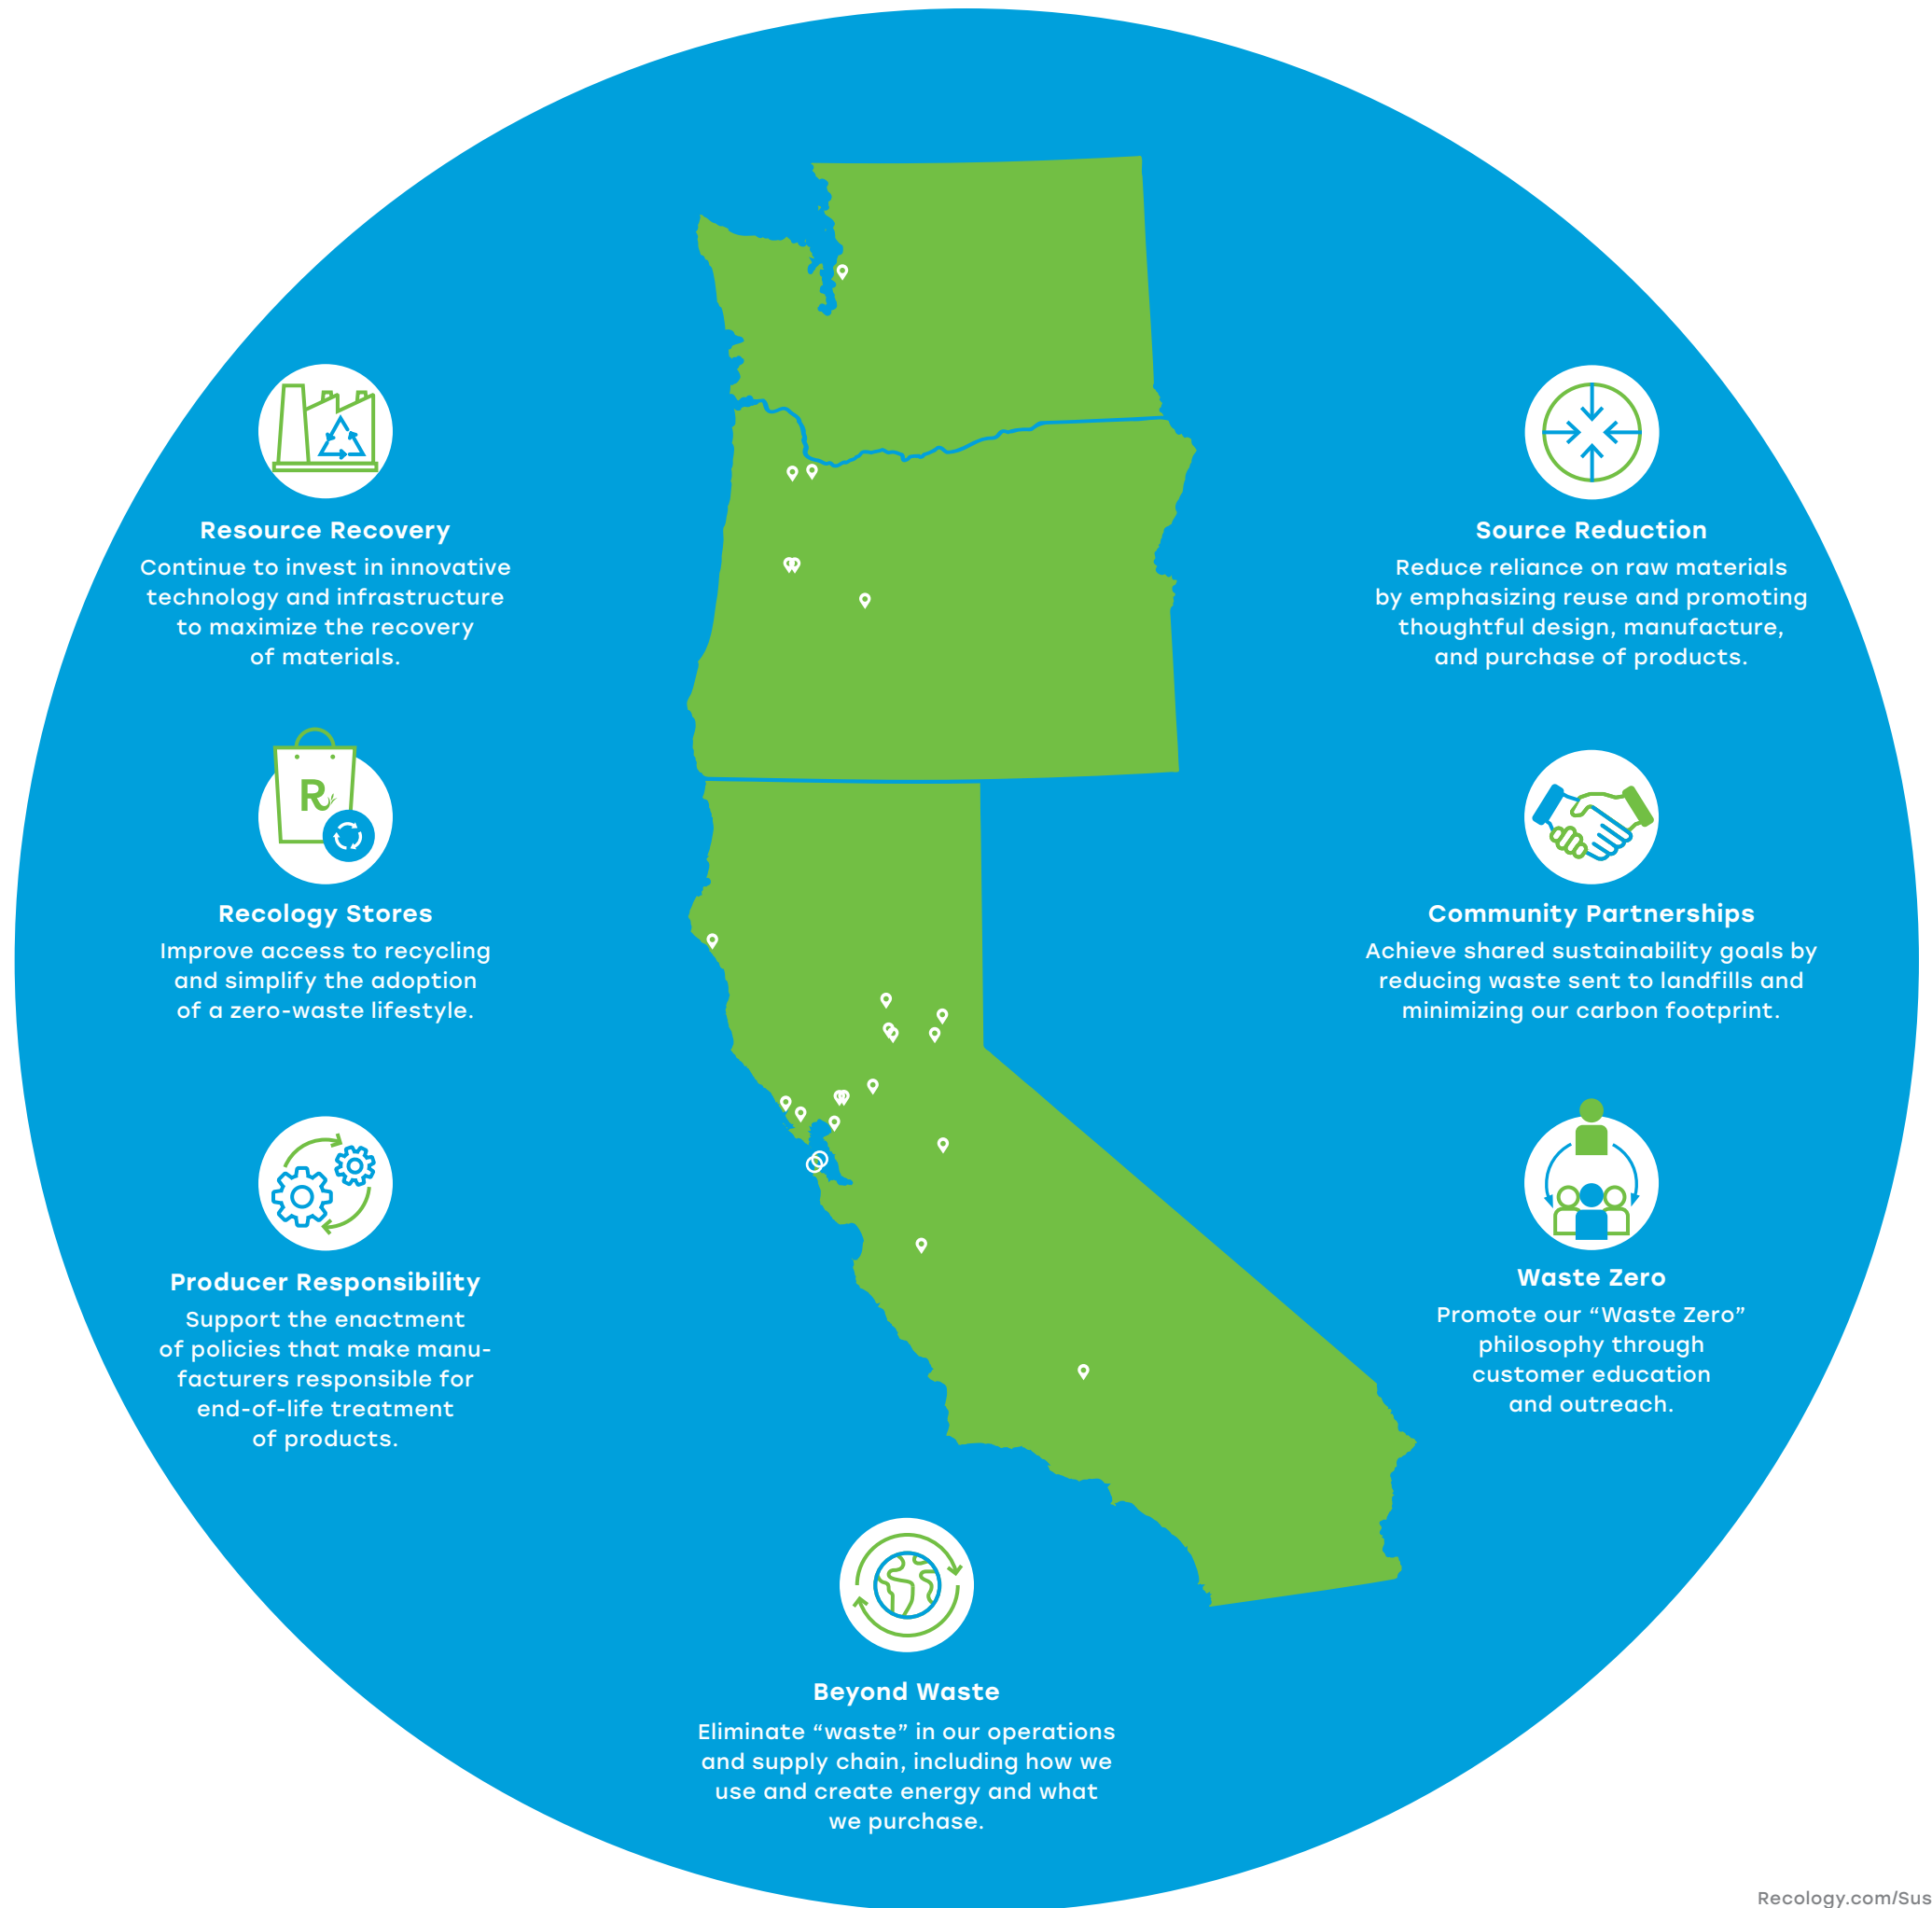 Resource Recovery
Continue to invest in innovative
technology and infrastructure
to maximize the recovery
of materials.
Source Reduction
Reduce reliance on raw materials
by emphasizing reuse and promoting
thoughtful design, manufacture,
and purchase of products.
R
Recology Stores
Improve access to recycling
and simplify the adoption
of a zero-waste lifestyle.
Community Partnerships
Achieve shared sustainability goals by
reducing waste sent to landfills and
minimizing our carbon footprint.
Producer Responsibility
Support the enactment
of policies that make manu-
facturers responsible for
end-of-life treatment
of products.
Waste Zero
Promote our “Waste Zero”
philosophy through
customer education
and outreach.
Beyond Waste
Eliminate “waste” in our operations
and supply chain, including how we
use and create energy and what
we purchase.
Recology.com/Sus